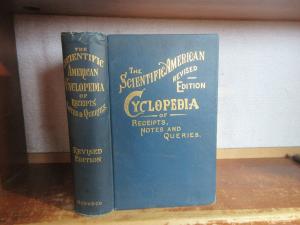 THE
SCIENTIFIC
AMERICAN
CYCLOPEDIA
OF
RECEIPTS
NOTES & QUERIES.
REVISED
EDITION
THE
SCIENTIFIC AMERICAN
REVISED
EDITION
CYCLOPEDIA
OF
RECEIPTS,
NOTES AND
QUERIES.